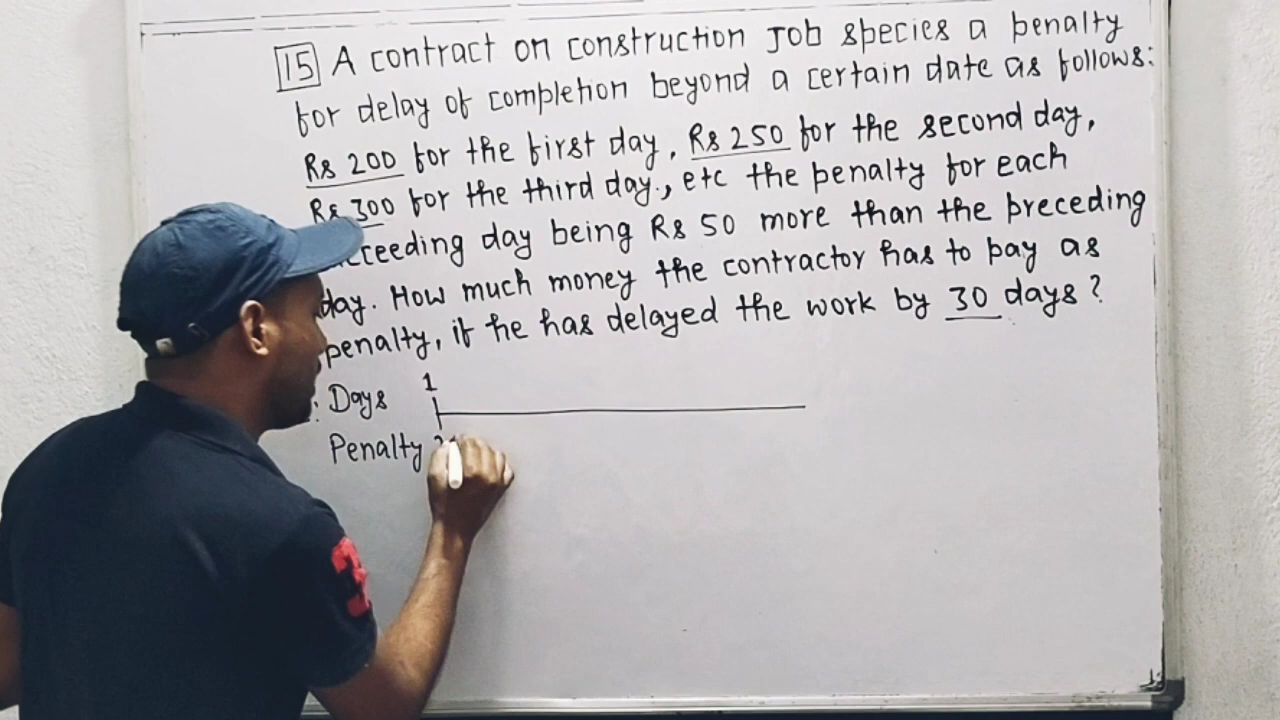 15 A contract on construction Job species a penalty
for delay of completion beyond a certain date as follows:
Rs 200 for the first day, Rs 250 for the second day,
Rs 300 for the third day., etc the penalty for each
day being Rs 50 more than the preceding
day. How much money the contractor has to pay as
penalty, if he has delayed the work by 30 days?
Days 1
Penalty
3